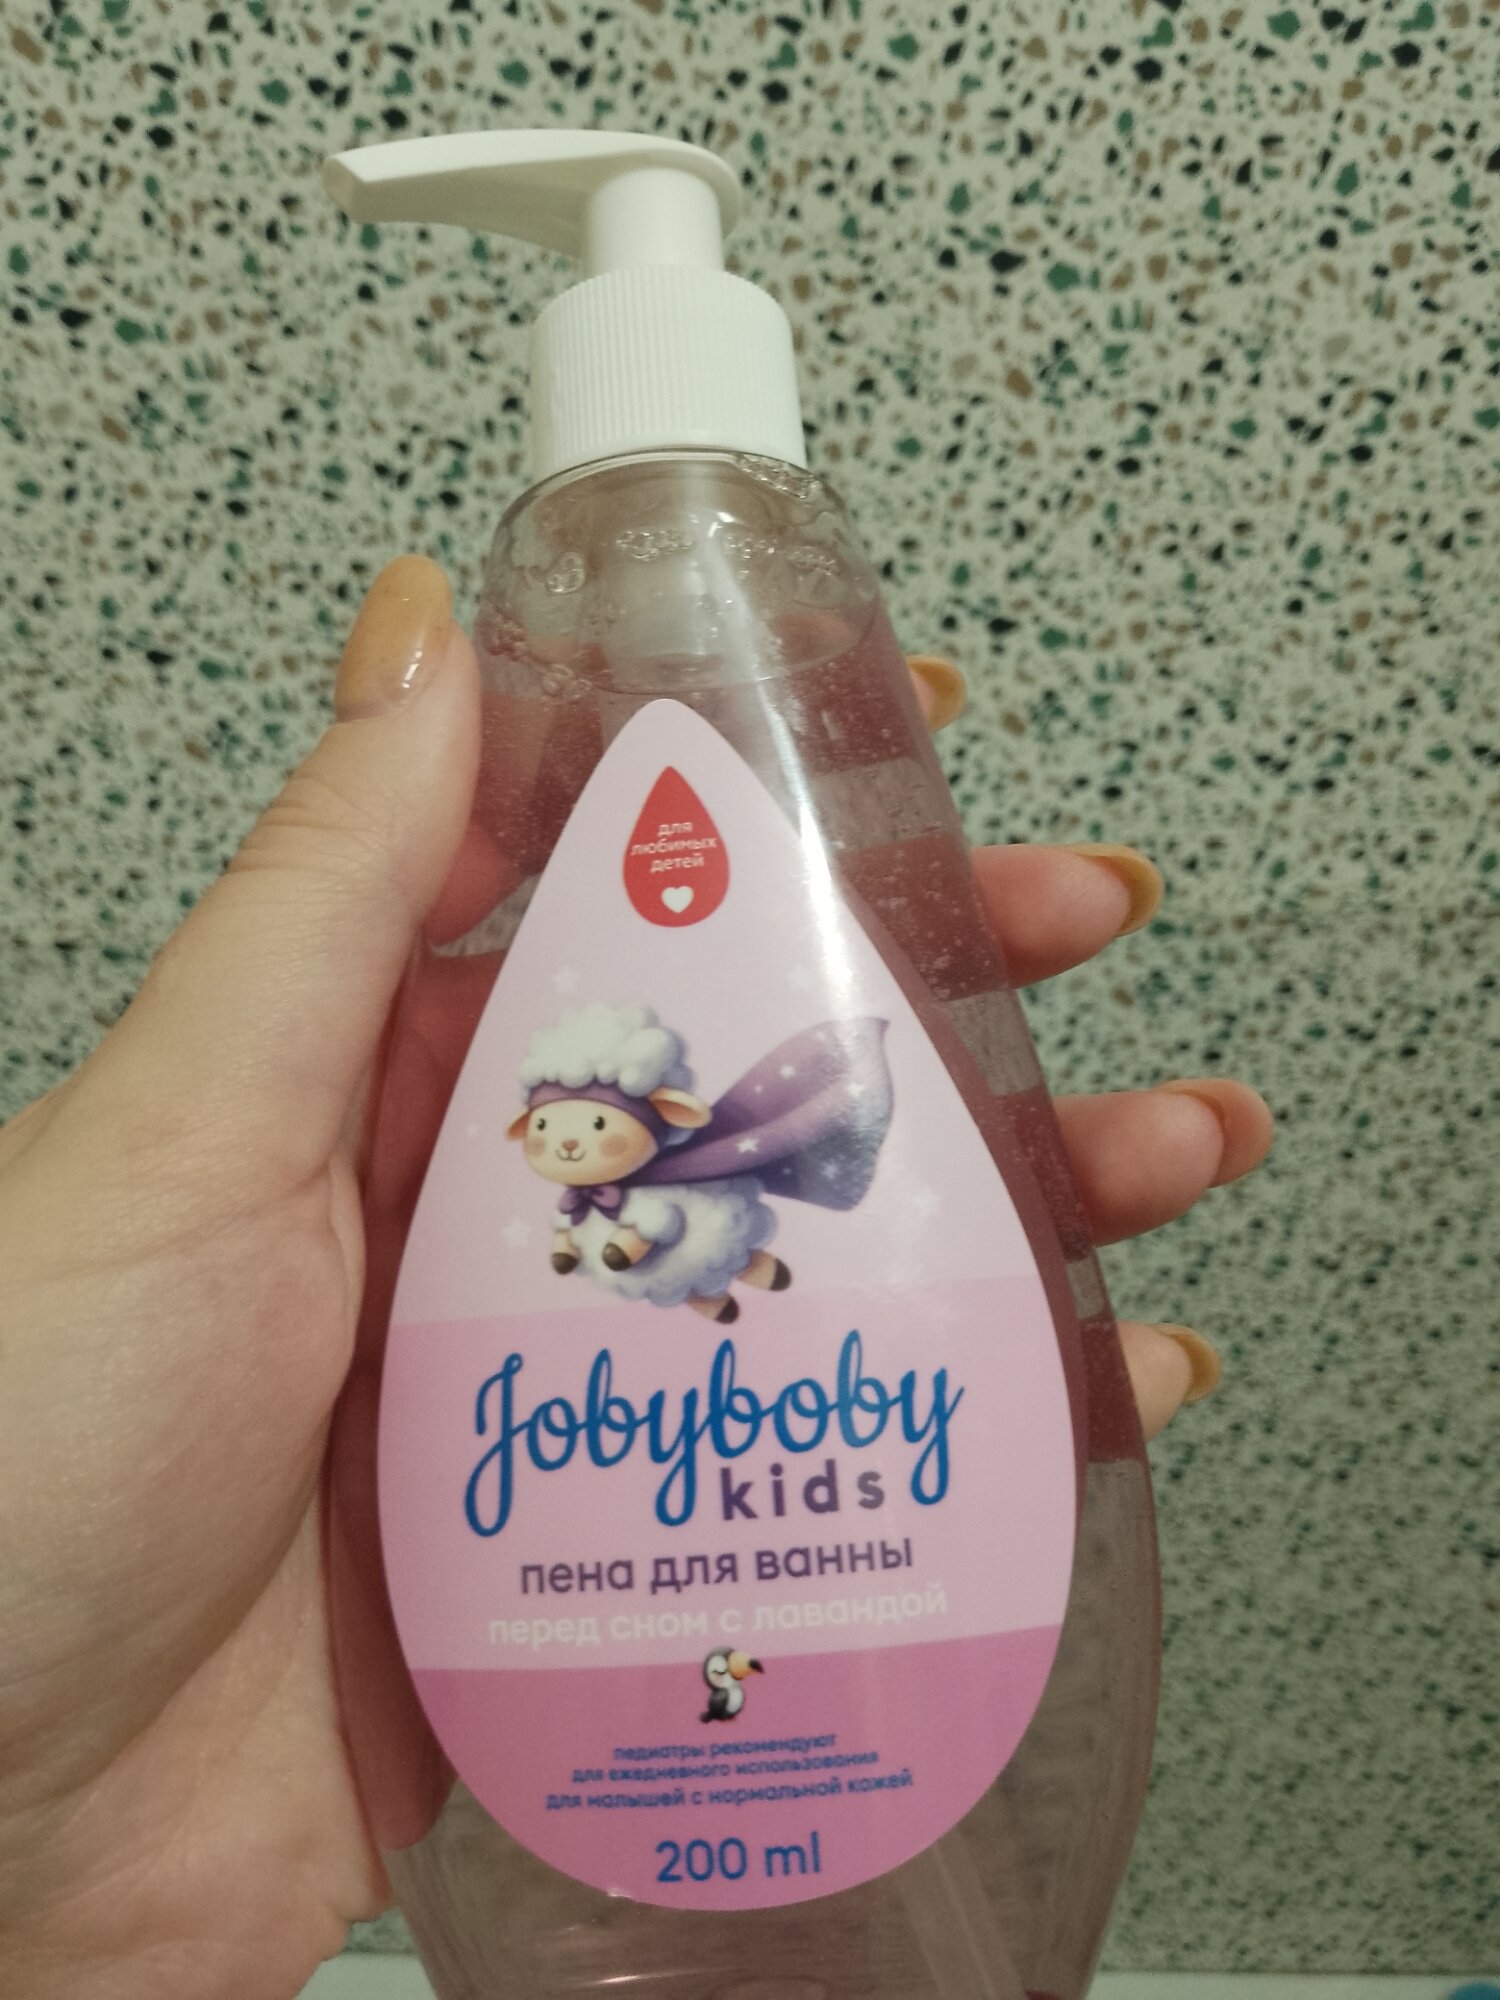 для
любимых
детей
Jobyboby
kids
пена для ванны
перед сном с лавандой
педиатры рекомендуют
для ежедневного использования
для малышей с нормальной кожей
200 ml